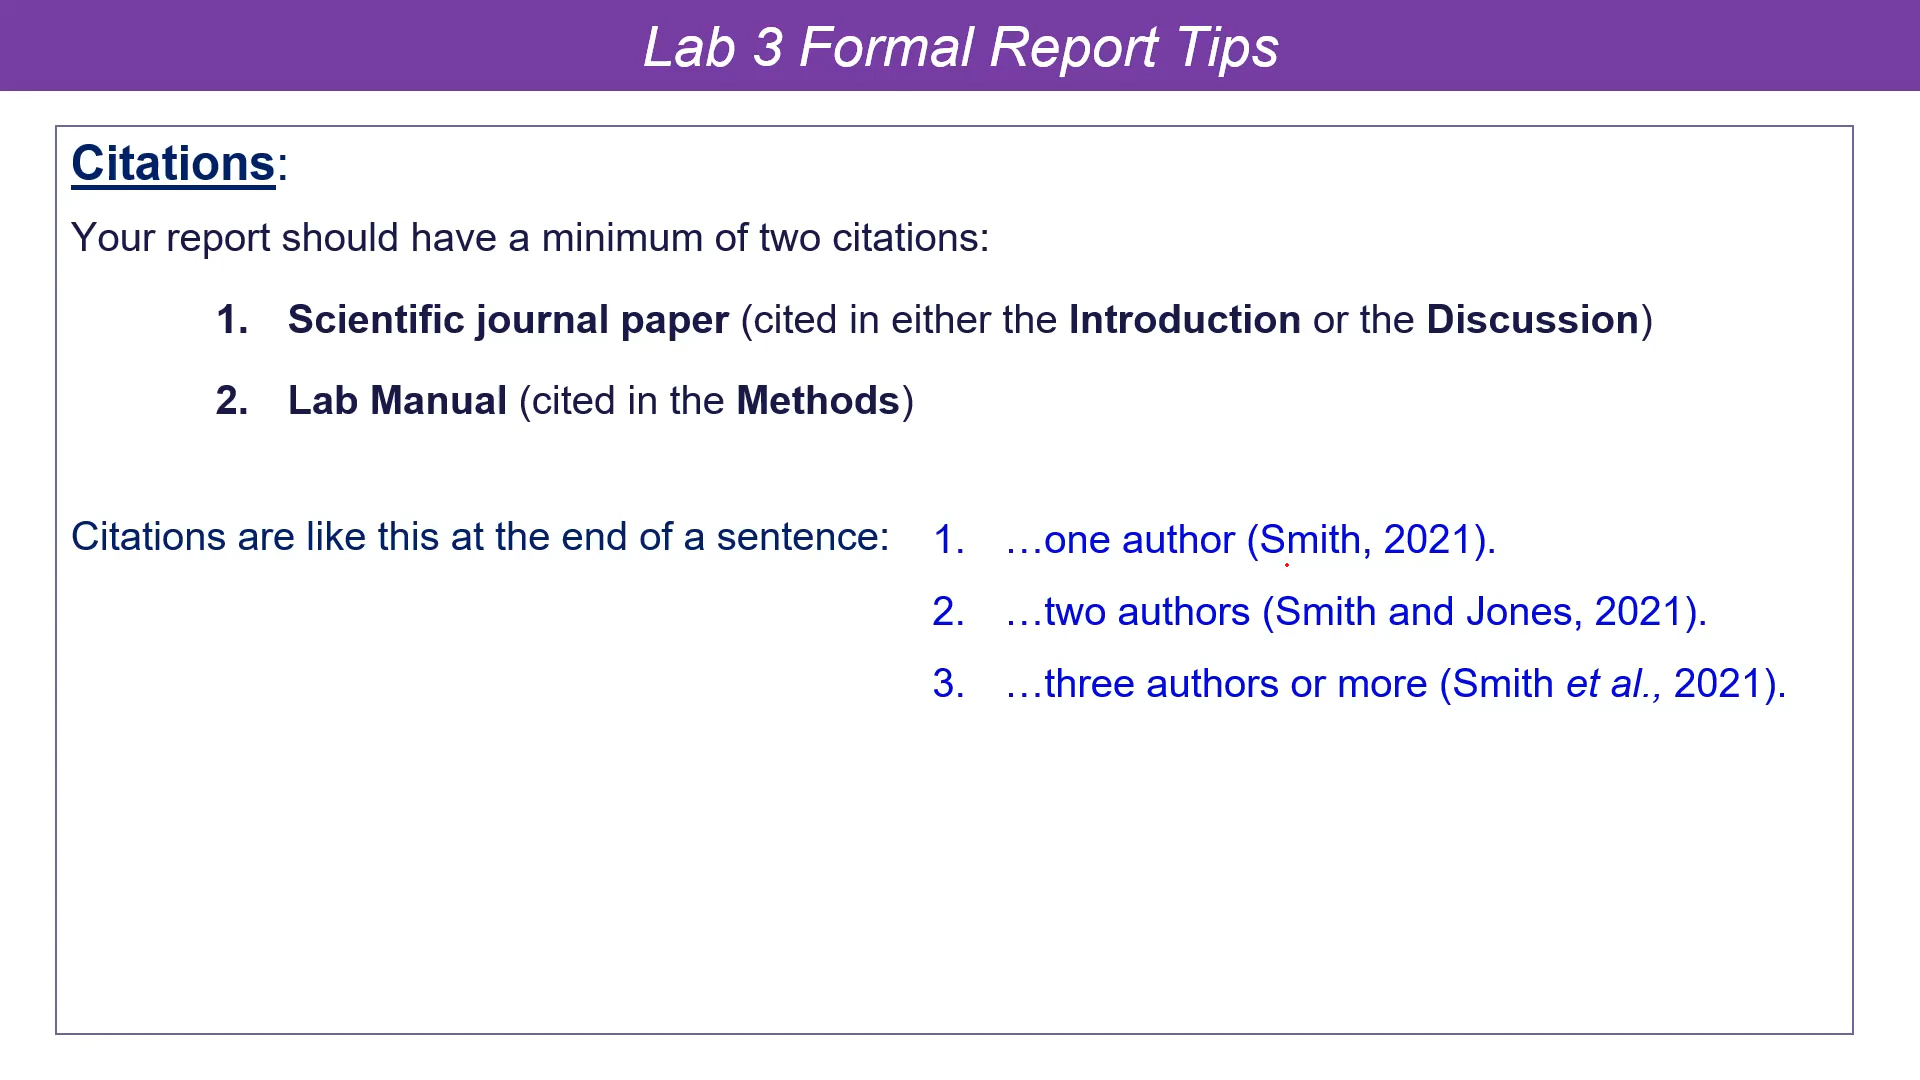 Lab 3 Formal Report Tips
Citations:
Your report should have a minimum of two citations:
1. Scientific journal paper (cited in either the Introduction or the Discussion)
2. Lab Manual (cited in the Methods)
Citations are like this at the end of a sentence:
1. …one author (Smith, 2021).
2. …two authors (Smith and Jones, 2021).
3. …three authors or more (Smith et al., 2021).